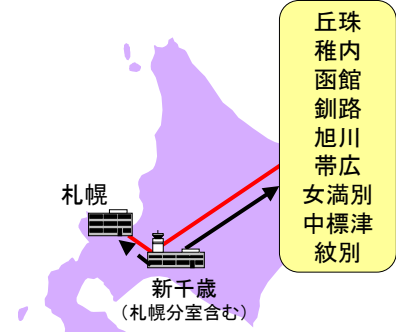 丘珠
稚内
函館
釧路
旭川
帯広
女満別
中標津
紋別
札幌
新千歳
（札幌分室含む）